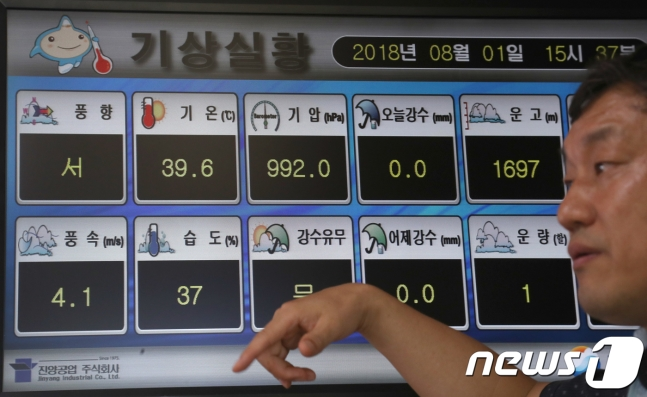 기상실황
2018년 08월 01일 15시 37분
풍향
기온(℃)
기압(hPa)
오늘강수(mm)
운고(m)
서
39.6
992.0
0.0
1697
풍속(m/s)
습도(%)
강수유무
어제강수(mm)
운량(할)
4.1
37
무
0.0
1
진양공업 주식회사
Jinyang Industrial Co., Ltd.
news1